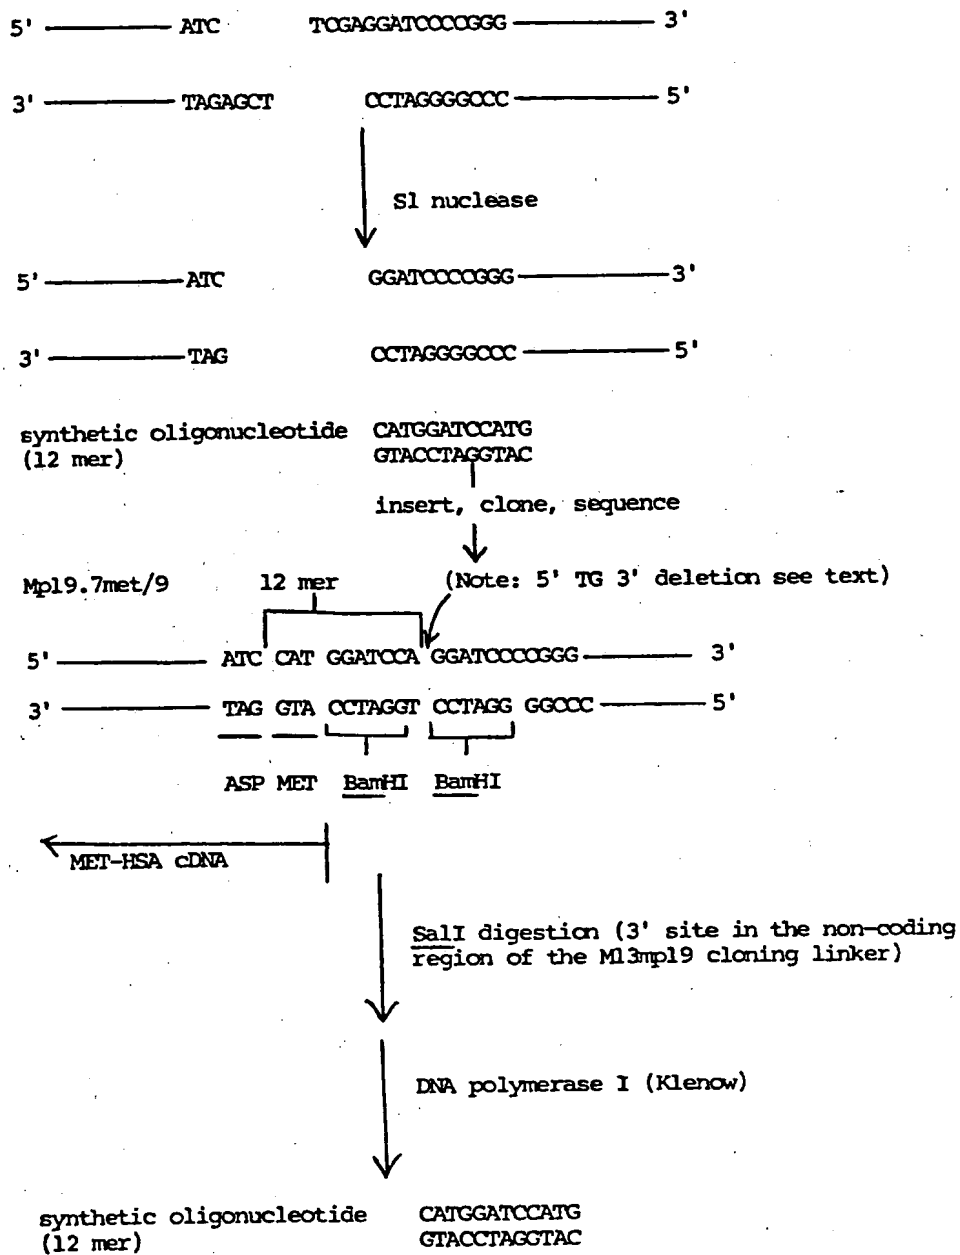 5' ATC TCGAGGATCCCCGGG 3'
3' TAGAGCT CCTAGGGGCCC 5'
S1 nuclease
5' ATC GGATCCCCGGG 3'
3' TAG CCTAGGGGCCC 5'
synthetic oligonucleotide CATGGATCCATG
(12 mer) GTACCTAGGTAC
insert, clone, sequence
Mp19.7met/9 12 mer (Note: 5' TG 3' deletion see text)
5' ATC CAT GGATCCA GGATCCCCGGG 3'
3' TAG GTA CCTAGGT CCTAGG GGCCC 5'
ASP MET BamHI BamHI
MET-HSA cDNA
SalI digestion (3' site in the non-coding
region of the M13mp19 cloning linker)
DNA polymerase I (Klenow)
synthetic oligonucleotide CATGGATCCATG
(12 mer) GTACCTAGGTAC